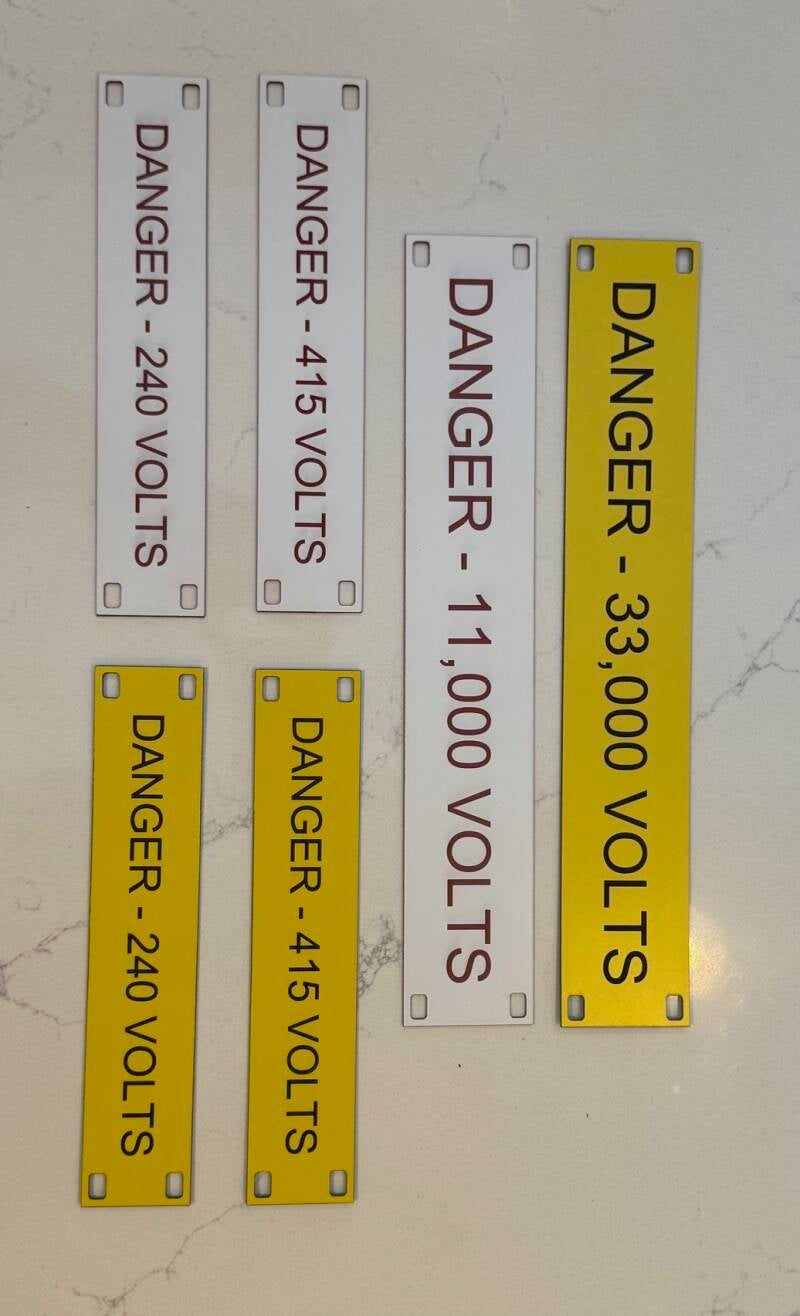 DANGER - 240 VOLTS
DANGER - 415 VOLTS
DANGER - 11,000 VOLTS
DANGER - 33,000 VOLTS
DANGER - 240 VOLTS
DANGER - 415 VOLTS